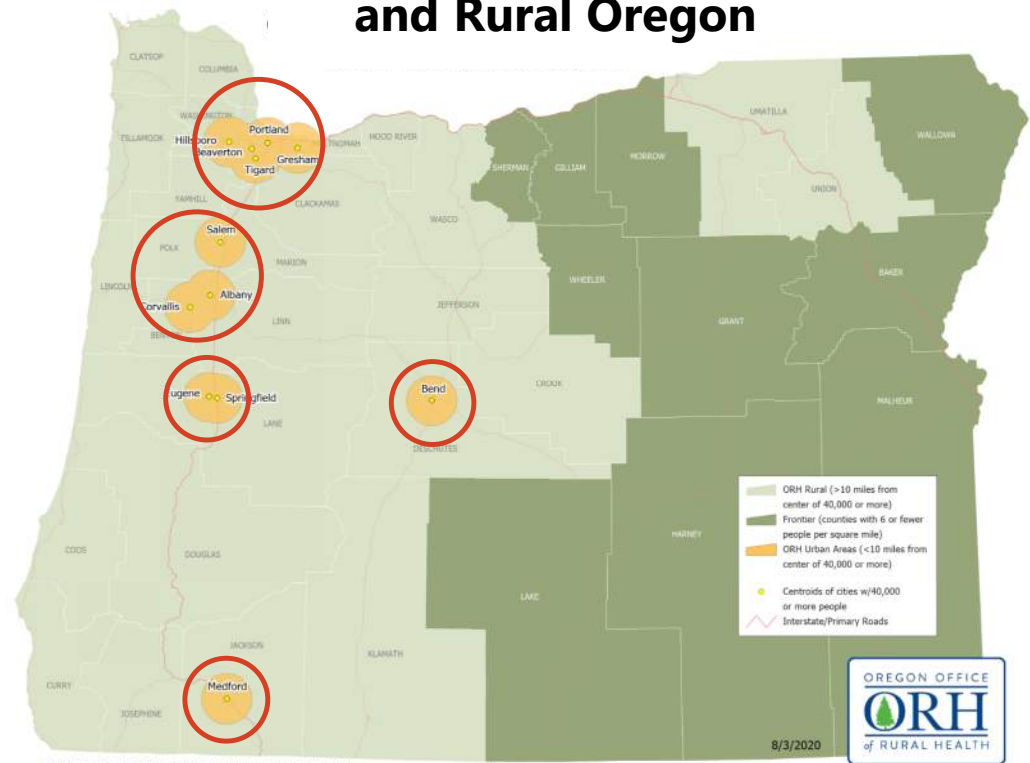 and Rural Oregon
CLATSOP
COLUMBIA
WASHINGTON
TILLAMOOK
Hillsboro
Portland
Beaverton
Tigard
Gresham
HOOD RIVER
YAMHILL
CLACKAMAS
SHERMAN
GILLIAM
MORROW
UMATILLA
WALLOWA
UNION
WASCO
Salem
POLK
MARION
LINCOLN
Albany
Corvallis
LINN
JEFFERSON
WHEELER
GRANT
BAKER
Springfield
LANE
Bend
CROOK
DESCHUTES
MALHEUR
HARNEY
LAKE
COOS
DOUGLAS
JACKSON
KLAMATH
CURRY
JOSEPHINE
Medford
ORH Rural (>10 miles from
center of 40,000 or more)
Frontier (counties with 6 or fewer
people per square mile)
ORH Urban Areas (<10 miles from
center of 40,000 or more)
Centroids of cities w/40,000
or more people
Interstate/Primary Roads
8/3/2020
OREGON OFFICE
ORH
of RURAL HEALTH